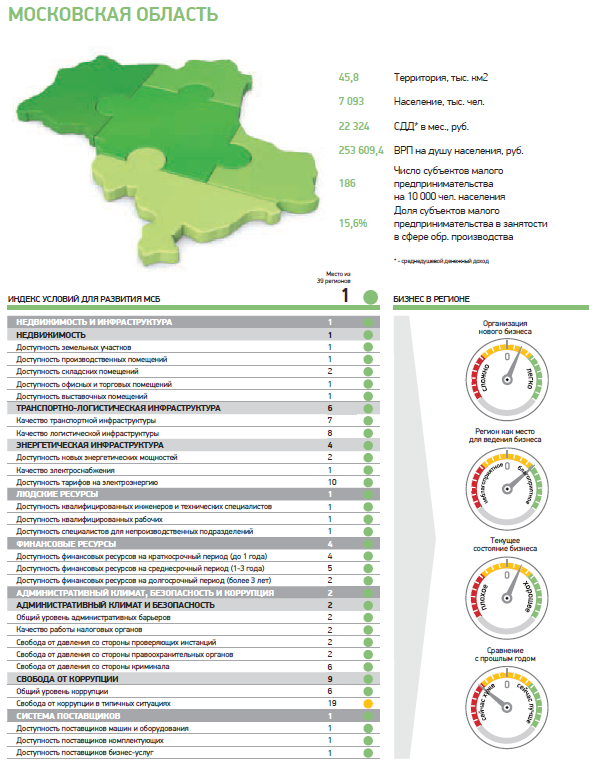 МОСКОВСКАЯ ОБЛАСТЬ
45,8 Территория, тыс. км2
7 093 Население, тыс. чел.
22 324 СДД* в мес., руб.
253 609,4 ВРП на душу населения, руб.
Число субъектов малого
186 предпринимательства
на 10 000 чел. населения
Доля субъектов малого
15,6% предпринимательства в занятости
в сфере обр. производства
* - среднедушевой денежный доход
Место из
39 регионов
ИНДЕКС УСЛОВИЙ ДЛЯ РАЗВИТИЯ МСБ 1
НЕДВИЖИМОСТЬ И ИНФРАСТРУКТУРА 1
НЕДВИЖИМОСТЬ 1
Доступность земельных участков 1
Доступность производственных помещений 1
Доступность складских помещений 2
Доступность офисных и торговых помещений 1
Доступность выставочных помещений 1
ТРАНСПОРТНО-ЛОГИСТИЧЕСКАЯ ИНФРАСТРУКТУРА 6
Качество транспортной инфраструктуры 7
Качество логистической инфраструктуры 8
ЭНЕРГЕТИЧЕСКАЯ ИНФРАСТРУКТУРА 4
Доступность новых энергетических мощностей 2
Качество электроснабжения 1
Доступность тарифов на электроэнергию 10
ЛЮДСКИЕ РЕСУРСЫ 1
Доступность квалифицированных инженеров и технических специалистов 1
Доступность квалифицированных рабочих 1
Доступность специалистов для непроизводственных подразделений 1
ФИНАНСОВЫЕ РЕСУРСЫ 4
Доступность финансовых ресурсов на краткосрочный период (до 1 года) 4
Доступность финансовых ресурсов на среднесрочный период (1-3 года) 5
Доступность финансовых ресурсов на долгосрочный период (более 3 лет) 2
АДМИНИСТРАТИВНЫЙ КЛИМАТ, БЕЗОПАСНОСТЬ И КОРРУПЦИЯ 2
АДМИНИСТРАТИВНЫЙ КЛИМАТ И БЕЗОПАСНОСТЬ 2
Общий уровень административных барьеров 2
Качество работы налоговых органов 2
Свобода от давления со стороны проверяющих инстанций 2
Свобода от давления со стороны правоохранительных органов 2
Свобода от давления со стороны криминала 6
СВОБОДА ОТ КОРРУПЦИИ 9
Общий уровень коррупции 6
Свобода от коррупции в типичных ситуациях 19
СИСТЕМА ПОСТАВЩИКОВ 1
Доступность поставщиков машин и оборудования 1
Доступность поставщиков комплектующих 1
Доступность поставщиков бизнес-услуг 1
БИЗНЕС В РЕГИОНЕ
Организация
нового бизнеса
0
сложно легко
Регион как место
для ведения бизнеса
0
неблагоприятное благоприятное
Текущее
состояние бизнеса
0
плохое хорошее
Сравнение
с прошлым годом
0
сейчас хуже сейчас лучше